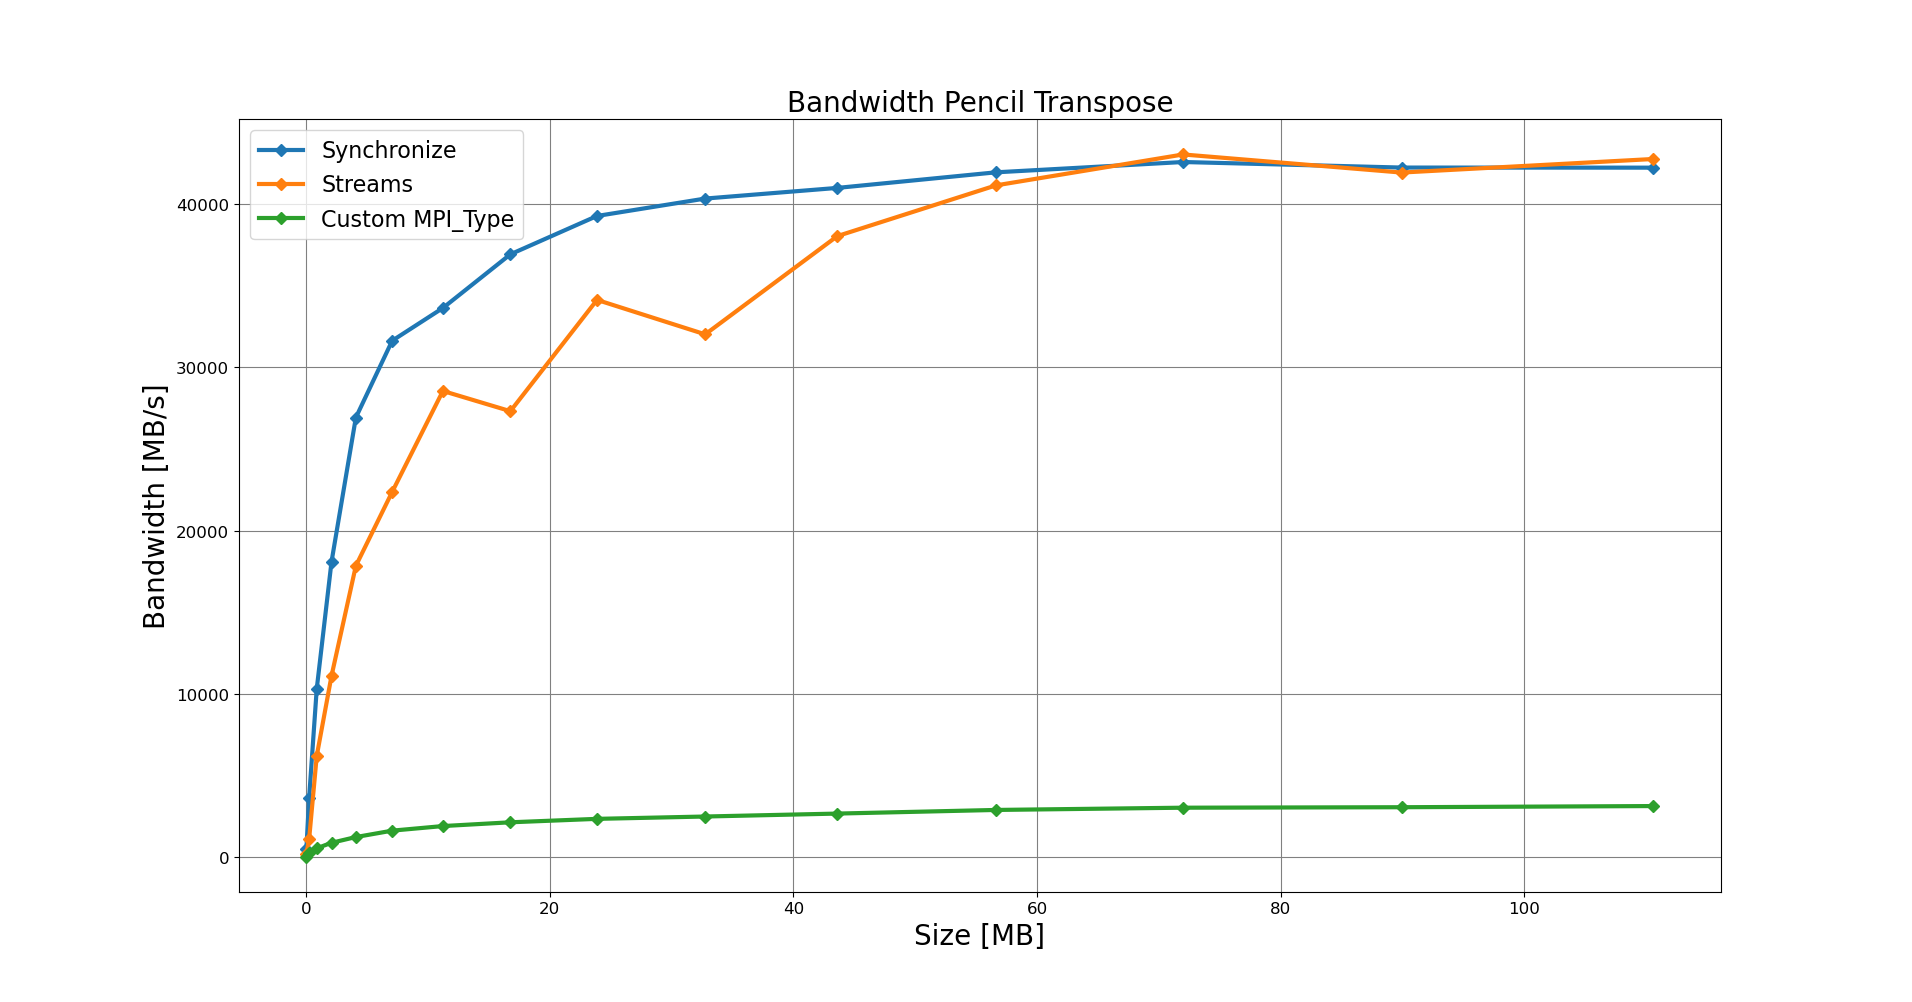 Bandwidth Pencil Transpose
Synchronize
Streams
Custom MPI_Type
Bandwidth [MB/s]
40000
30000
20000
10000
0
0 20 40 60 80 100
Size [MB]